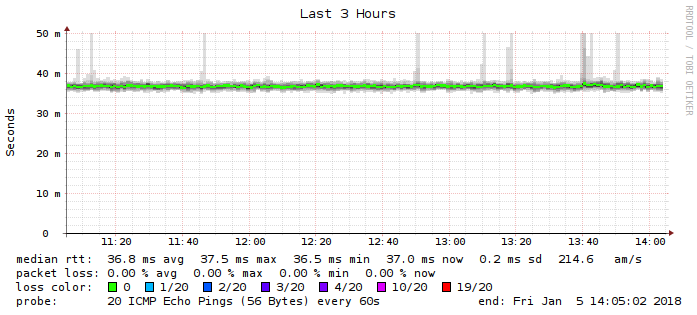 Last 3 Hours
RRDTOOL / TOBI OETIKER
Seconds
50 m
40 m
30 m
20 m
10 m
0
11:20 11:40 12:00 12:20 12:40 13:00 13:20 13:40 14:00
median rtt: 36.8 ms avg 37.5 ms max 36.5 ms min 37.0 ms now 0.2 ms sd 214.6 am/s
packet loss: 0.00 % avg 0.00 % max 0.00 % min 0.00 % now
loss color: 0 1/20 2/20 3/20 4/20 10/20 19/20
probe: 20 ICMP Echo Pings (56 Bytes) every 60s end: Fri Jan 5 14:05:02 2018